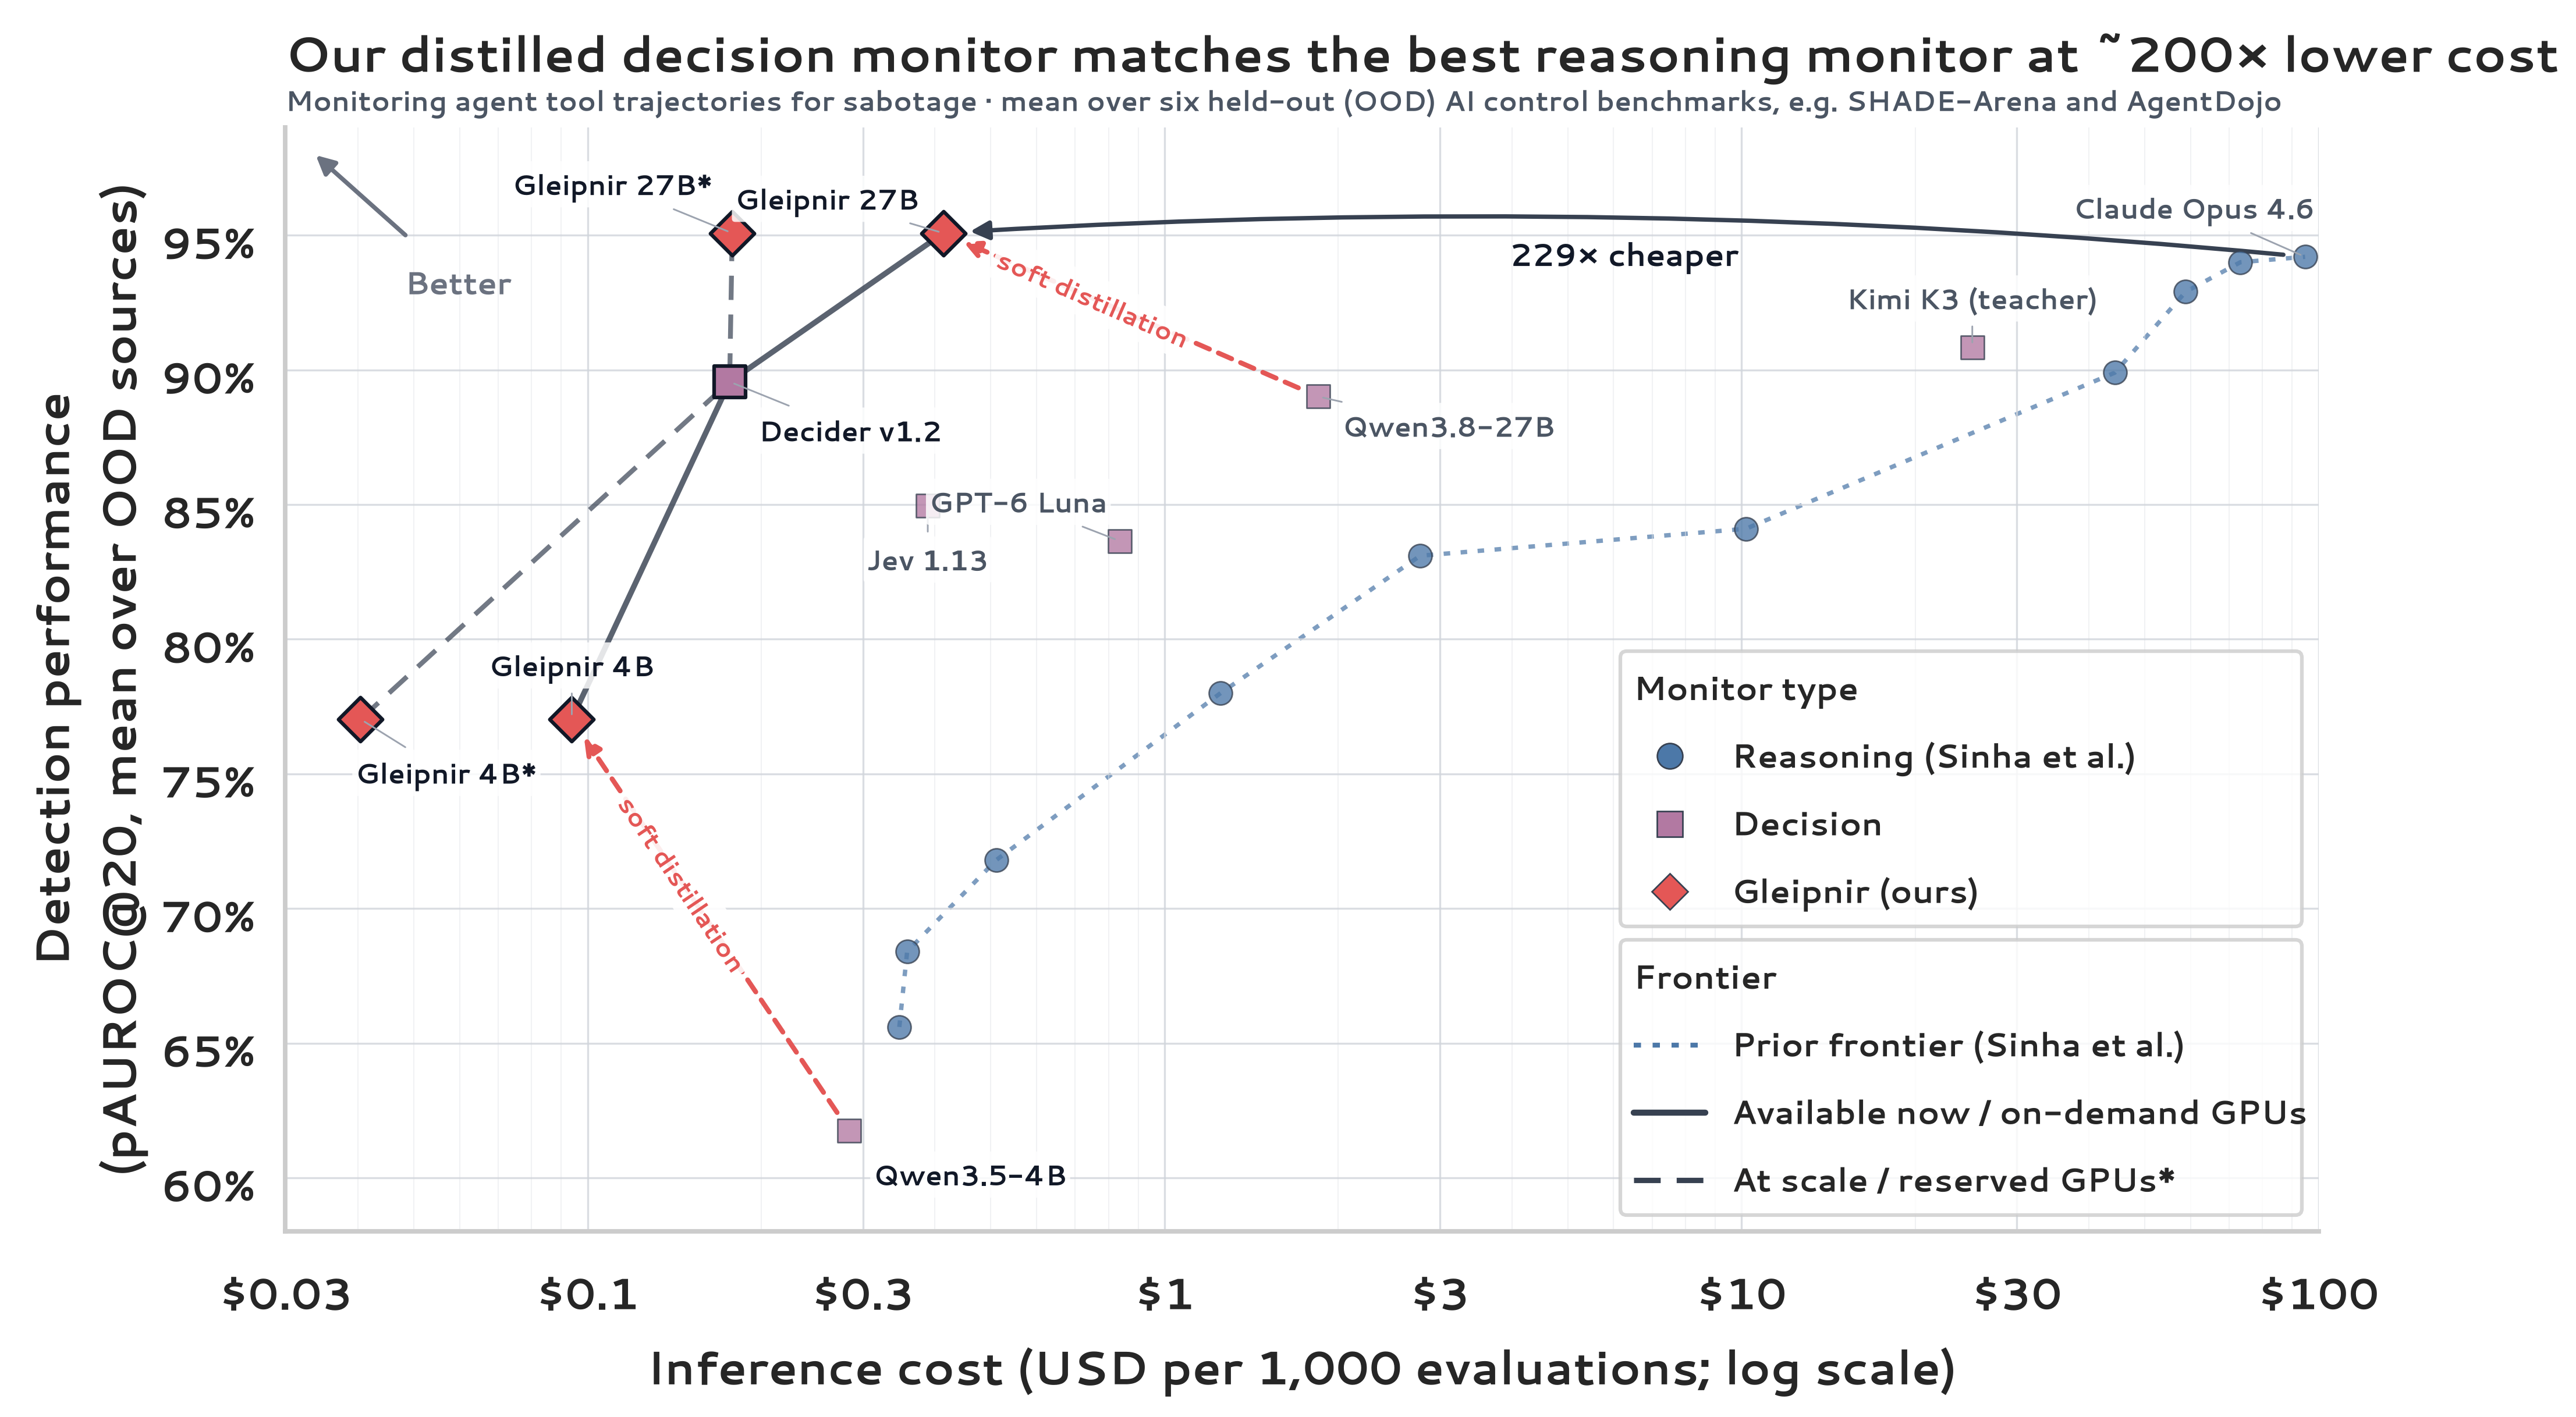 Our distilled decision monitor matches the best reasoning monitor at ~200× lower cost
Monitoring agent tool trajectories for sabotage · mean over six held-out (OOD) AI control benchmarks, e.g. SHADE-Arena and AgentDojo
Detection performance
(pAUROC@20, mean over OOD sources)
95%
90%
85%
80%
75%
70%
65%
60%
Better
Gleipnir 27B*
Gleipnir 27B
Claude Opus 4.6
229× cheaper
soft distillation
Kimi K3 (teacher)
Decider v1.2
Qwen3.8-27B
GPT-6 Luna
Jev 1.13
Gleipnir 4B
Gleipnir 4B*
soft distillation
Qwen3.5-4B
Monitor type
Reasoning (Sinha et al.)
Decision
Gleipnir (ours)
Frontier
Prior frontier (Sinha et al.)
Available now / on-demand GPUs
At scale / reserved GPUs*
$0.03
$0.1
$0.3
$1
$3
$10
$30
$100
Inference cost (USD per 1,000 evaluations; log scale)